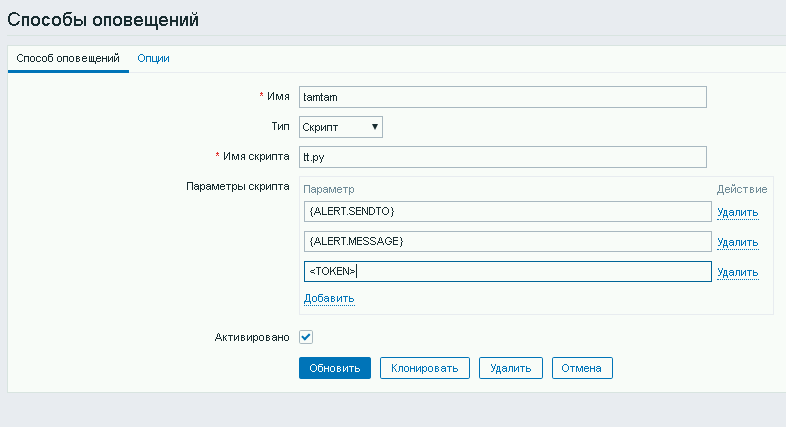 Способы оповещений
Способ оповещений Опции
* Имя tamtam
Тип Скрипт
* Имя скрипта tt.py
Параметры скрипта Параметр Действие
{ALERT.SENDTO} Удалить
{ALERT.MESSAGE} Удалить
<TOKEN> Удалить
Добавить
Активировано
Обновить Клонировать Удалить Отмена